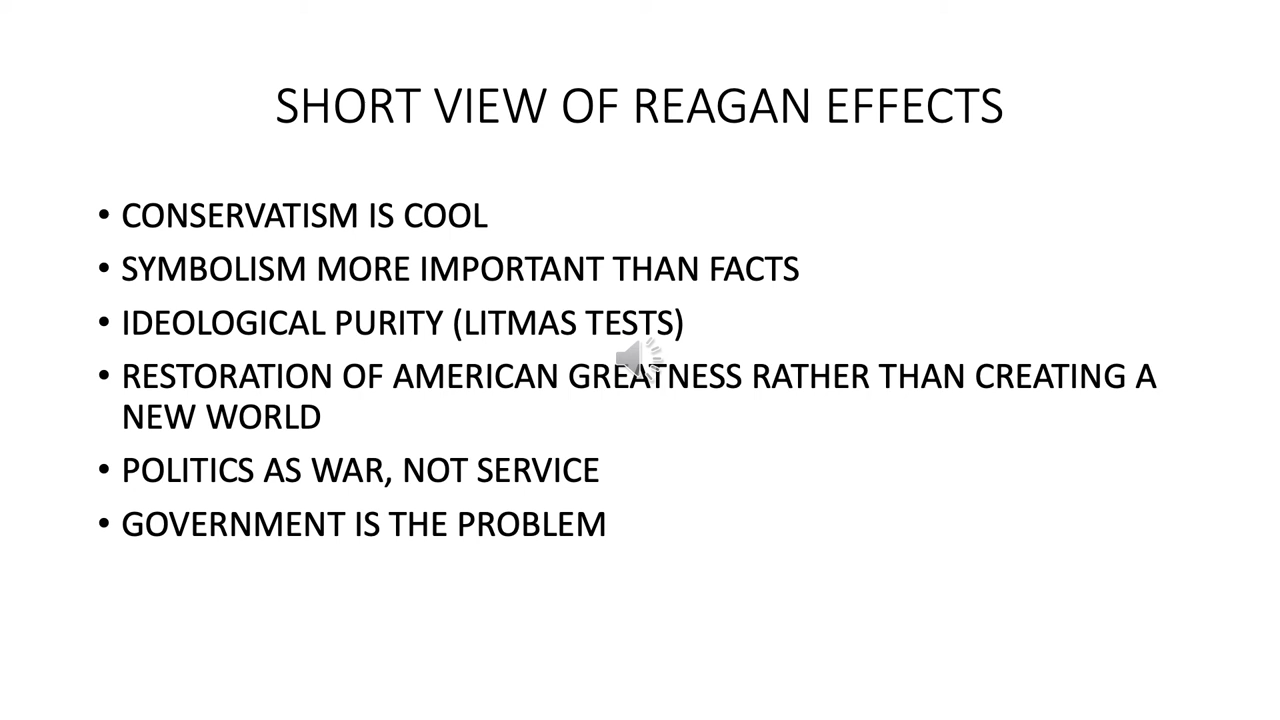 SHORT VIEW OF REAGAN EFFECTS
• CONSERVATISM IS COOL
• SYMBOLISM MORE IMPORTANT THAN FACTS
• IDEOLOGICAL PURITY (LITMAS TESTS)
• RESTORATION OF AMERICAN GREATNESS RATHER THAN CREATING A
NEW WORLD
• POLITICS AS WAR, NOT SERVICE
• GOVERNMENT IS THE PROBLEM